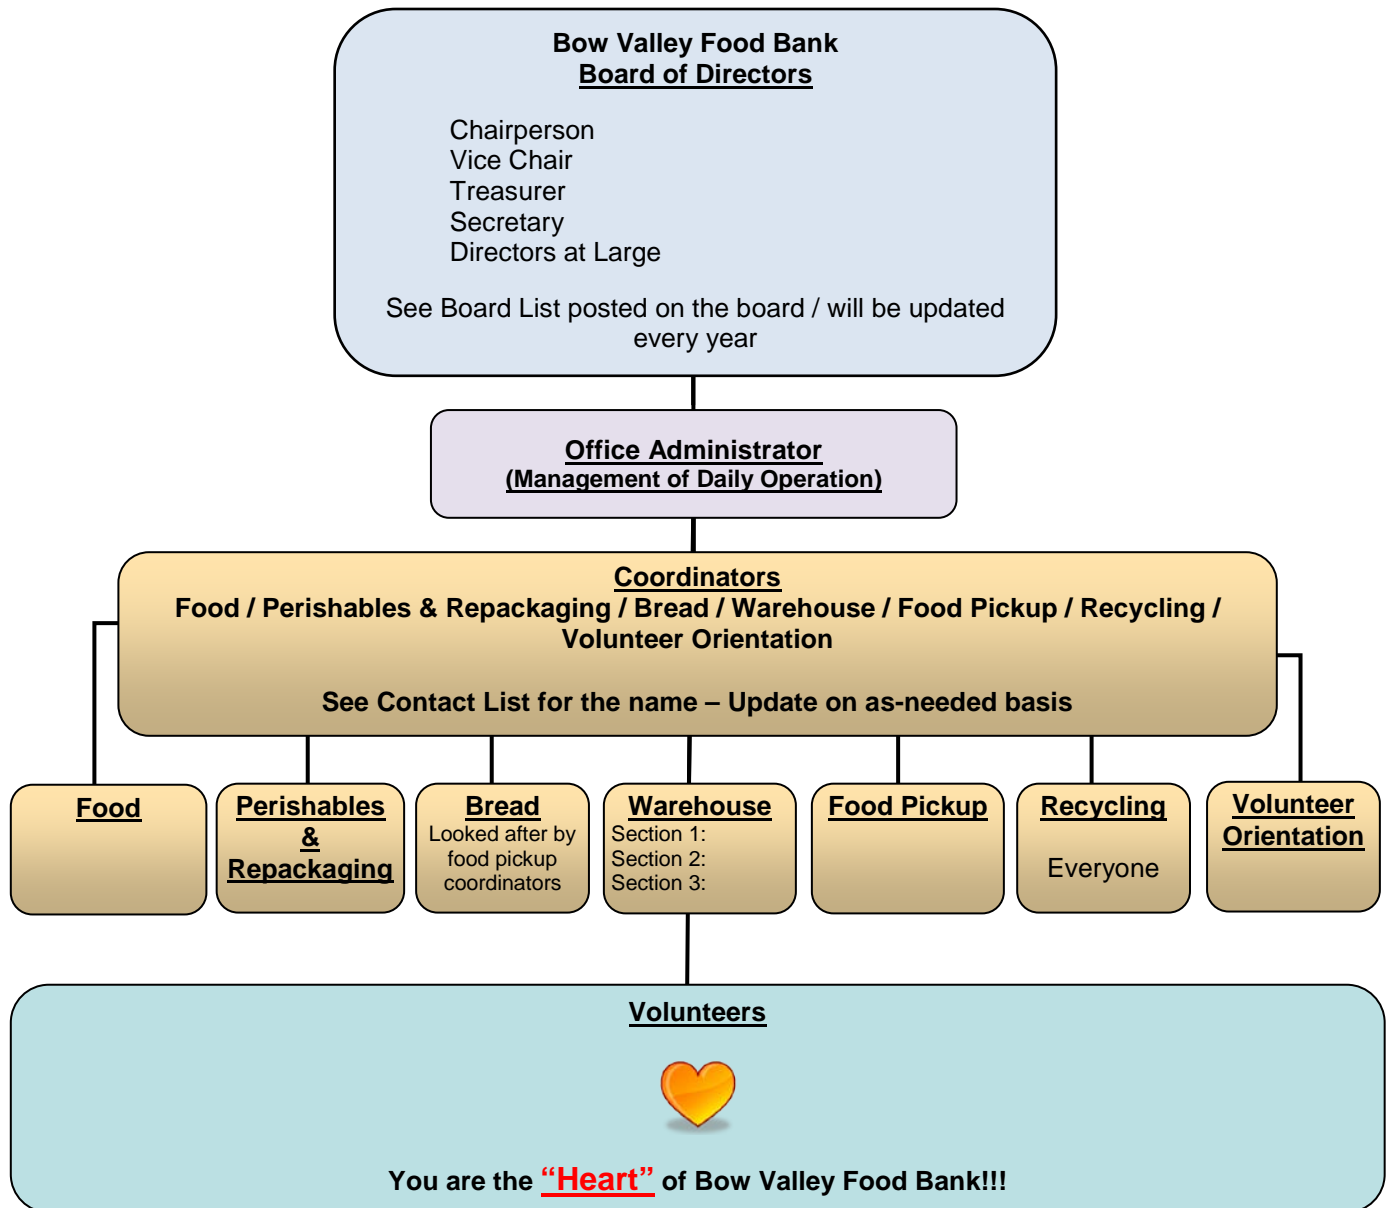 Bow Valley Food Bank
Board of Directors
Chairperson
Vice Chair
Treasurer
Secretary
Directors at Large
See Board List posted on the board / will be updated
every year
Office Administrator
(Management of Daily Operation)
Coordinators
Food / Perishables & Repackaging / Bread / Warehouse / Food Pickup / Recycling /
Volunteer Orientation
See Contact List for the name – Update on as-needed basis
Food
Perishables
&
Repackaging
Bread
Looked after by
food pickup
coordinators
Warehouse
Section 1:
Section 2:
Section 3:
Food Pickup
Recycling
Everyone
Volunteer
Orientation
Volunteers
You are the “Heart” of Bow Valley Food Bank!!!